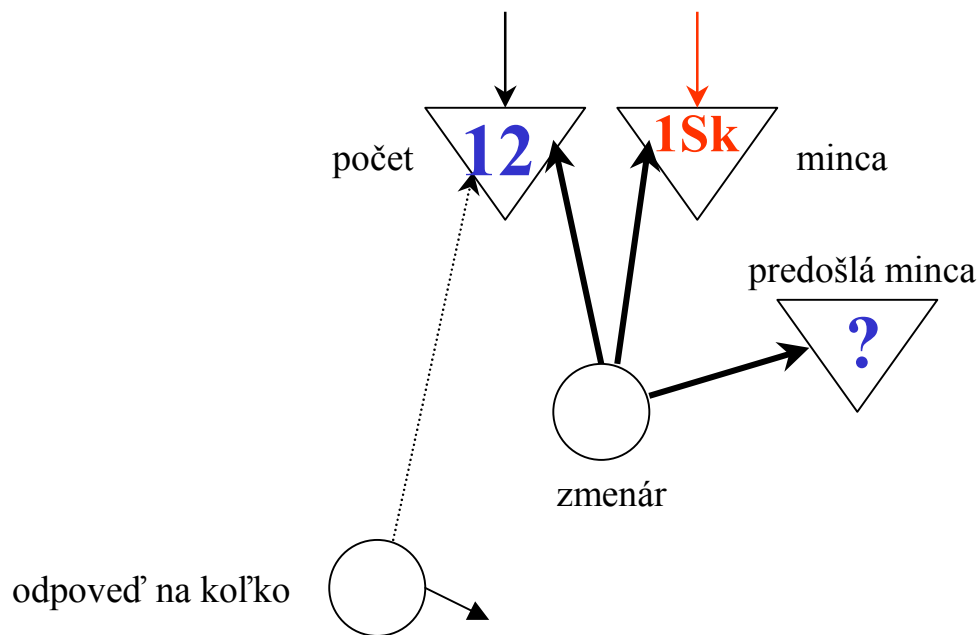 12
1Sk
počet
minca
predošlá minca
?
zmenár
odpoveď na koľko